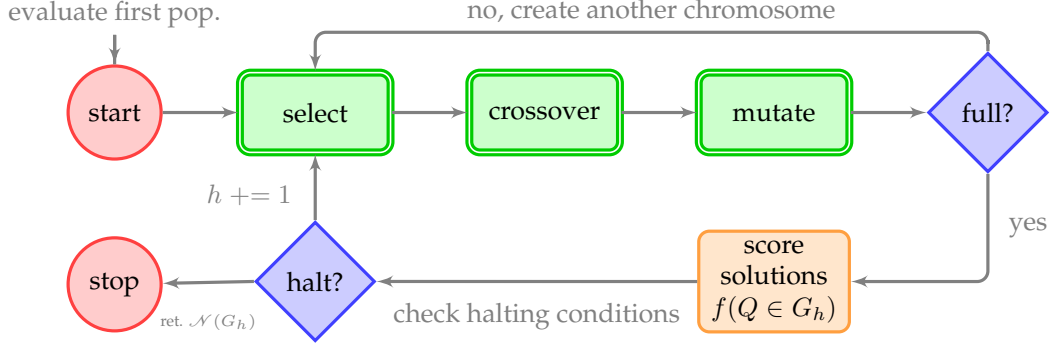 evaluate first pop.
no, create another chromosome
start
select
crossover
mutate
full?
h += 1
yes
stop
halt?
score
solutions
f(Q ∈ G_h)
ret. 𝒩(G_h)
check halting conditions